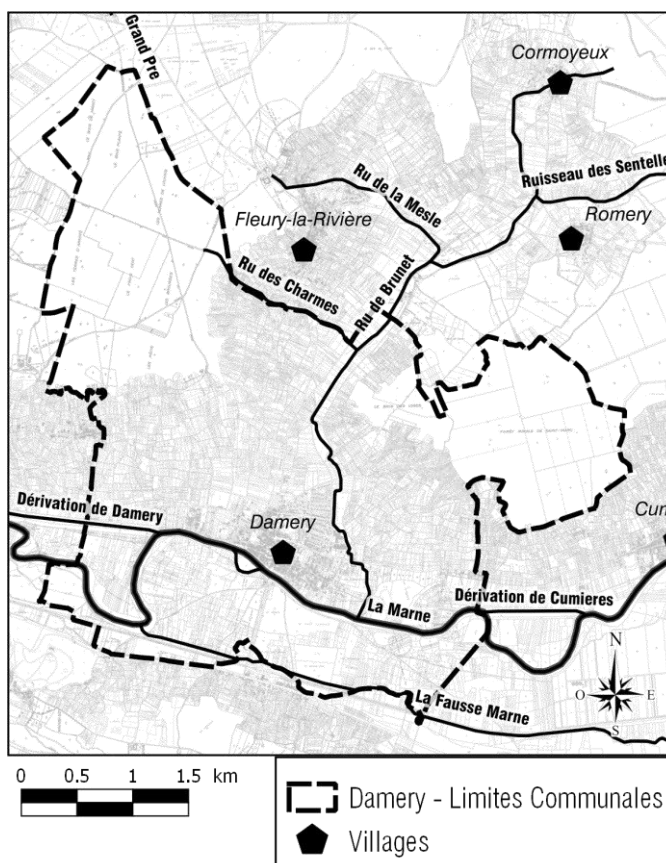 Grand Pre
Cormoyeux
Ru de la Mesle
Ruisseau des Sentelle
Fleury-la-Rivière
Romery
Ru des Charmes
Ru de Brunet
Dérivation de Damery
Damery
Cum
La Marne
Dérivation de Cumieres
N
O
E
S
La Fausse Marne
0 0.5 1 1.5 km
Damery - Limites Communales
Villages